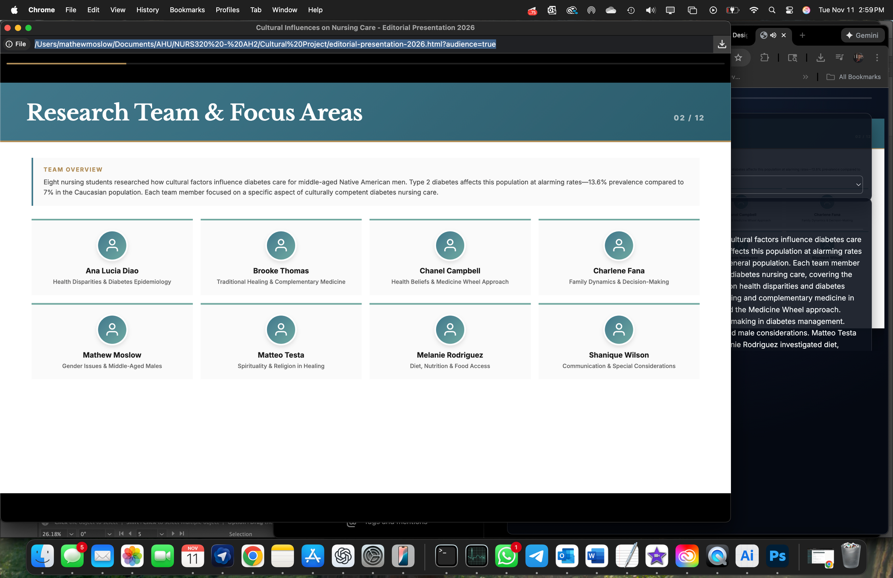 Chrome File Edit View History Bookmarks Profiles Tab Window Help
Tue Nov 11 2:59 PM
Cultural Influences on Nursing Care - Editorial Presentation 2026
File /Users/mathewmoslow/Documents/AHU/NURS320%20-%20AH2/Cultural%20Project/editorial-presentation-2026.html?audience=true
Gemini
All Bookmarks
Research Team & Focus Areas
02 / 12
TEAM OVERVIEW
Eight nursing students researched how cultural factors influence diabetes care for middle-aged Native American men. Type 2 diabetes affects this population at alarming rates—13.6% prevalence compared to
7% in the Caucasian population. Each team member focused on a specific aspect of culturally competent diabetes nursing care.
Ana Lucia Diao
Health Disparities & Diabetes Epidemiology
Brooke Thomas
Traditional Healing & Complementary Medicine
Chanel Campbell
Health Beliefs & Medicine Wheel Approach
Charlene Fana
Family Dynamics & Decision-Making
Mathew Moslow
Gender Issues & Middle-Aged Males
Matteo Testa
Spirituality & Religion in Healing
Melanie Rodriguez
Diet, Nutrition & Food Access
Shanique Wilson
Communication & Special Considerations
ultural factors influence diabetes care
ffects this population at alarming rates
eneral population. Each team member
diabetes nursing care, covering the
on health disparities and diabetes
ing and complementary medicine in
d the Medicine Wheel approach.
making in diabetes management.
d male considerations. Matteo Testa
nie Rodriguez investigated diet,
26.18% 0° 5 Selection
NOV
11
Ai
Ps